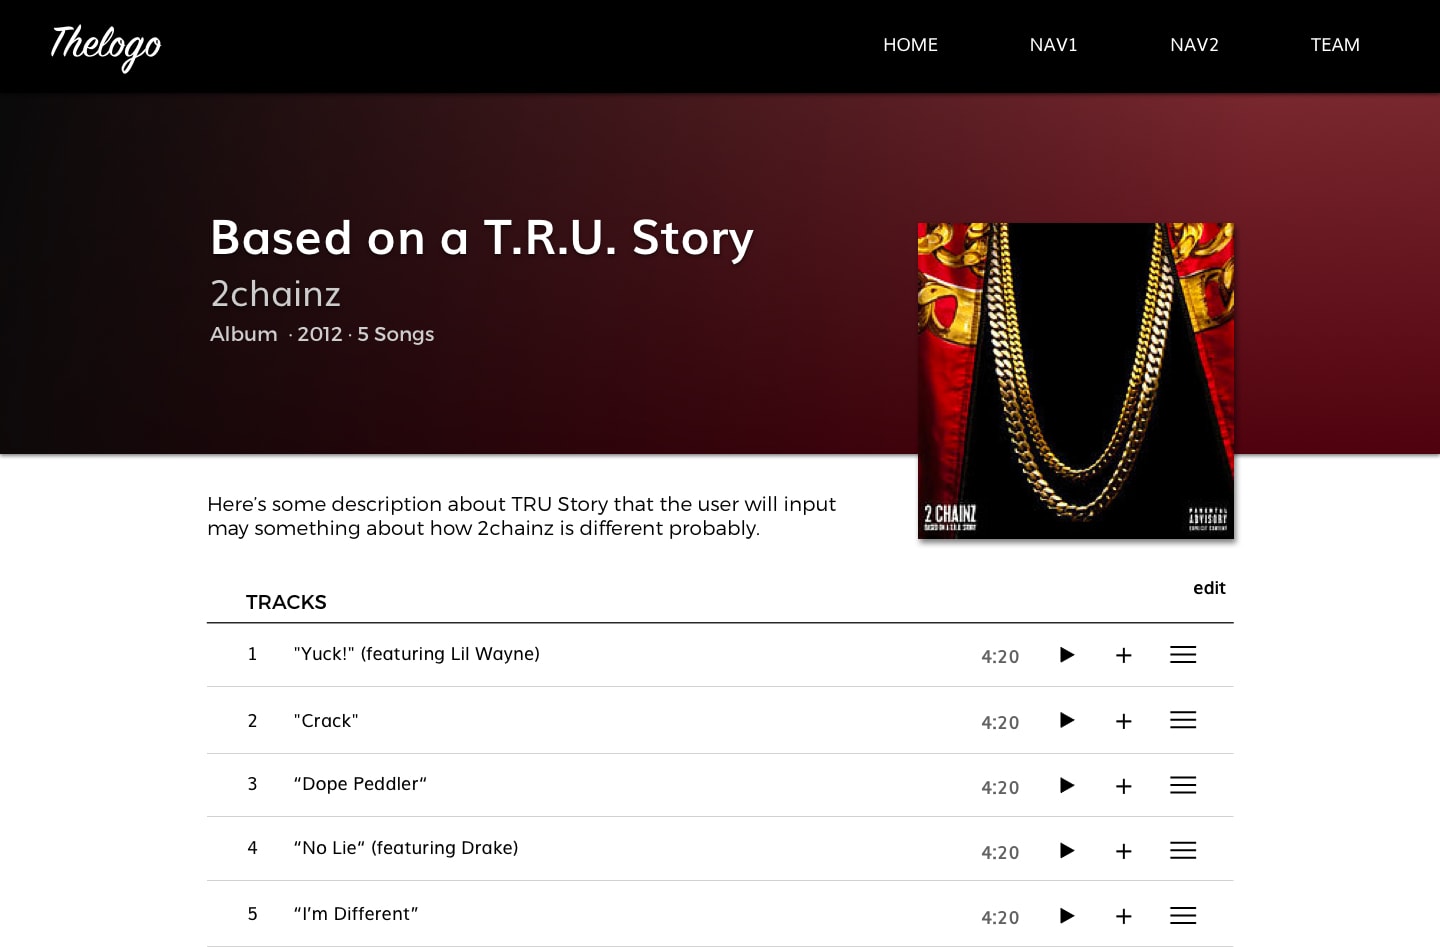 Thelogo
HOME NAV1 NAV2 TEAM
Based on a T.R.U. Story
2chainz
Album · 2012 · 5 Songs
2 CHAINZ
BASED ON A T.R.U. STORY
PARENTAL
ADVISORY
EXPLICIT CONTENT
Here’s some description about TRU Story that the user will input
may something about how 2chainz is different probably.
edit
TRACKS
1 "Yuck!" (featuring Lil Wayne) 4:20
2 "Crack" 4:20
3 “Dope Peddler“ 4:20
4 “No Lie“ (featuring Drake) 4:20
5 “I’m Different” 4:20